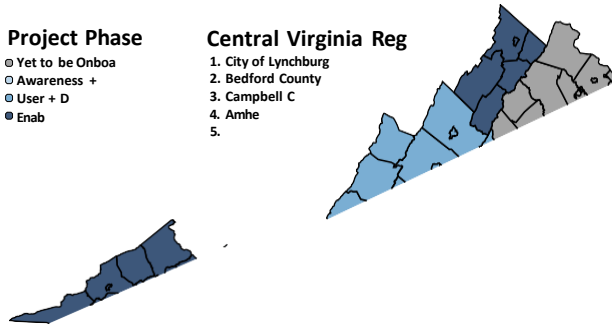 Project Phase
Yet to be Onboa
Awareness +
User + D
Enab
Central Virginia Reg
1. City of Lynchburg
2. Bedford County
3. Campbell C
4. Amhe
5.